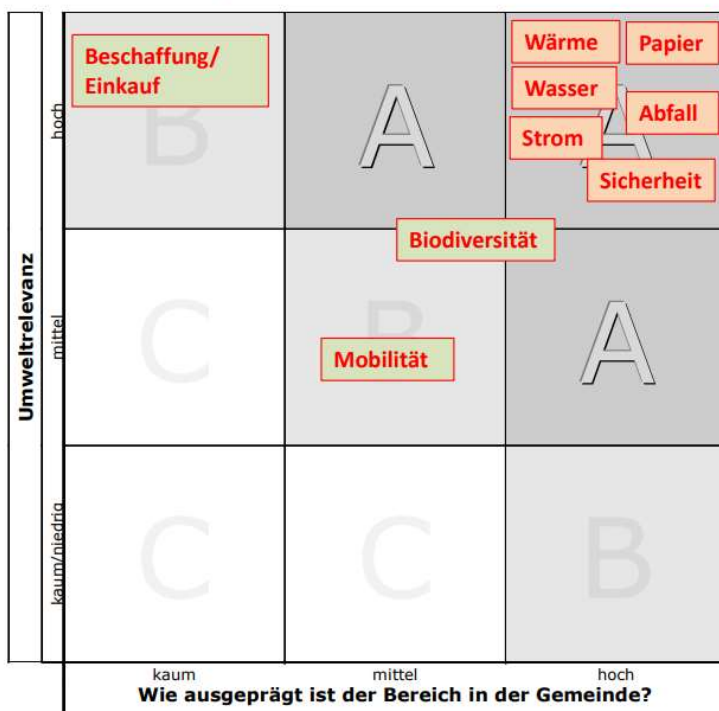 Umweltrelevanz
hoch
mittel
kaum/niedrig
Beschaffung/
Einkauf
B
A
A
Wärme
Papier
Wasser
Abfall
Strom
Sicherheit
Biodiversität
C
B
A
Mobilität
C
C
B
kaum
mittel
hoch
Wie ausgeprägt ist der Bereich in der Gemeinde?